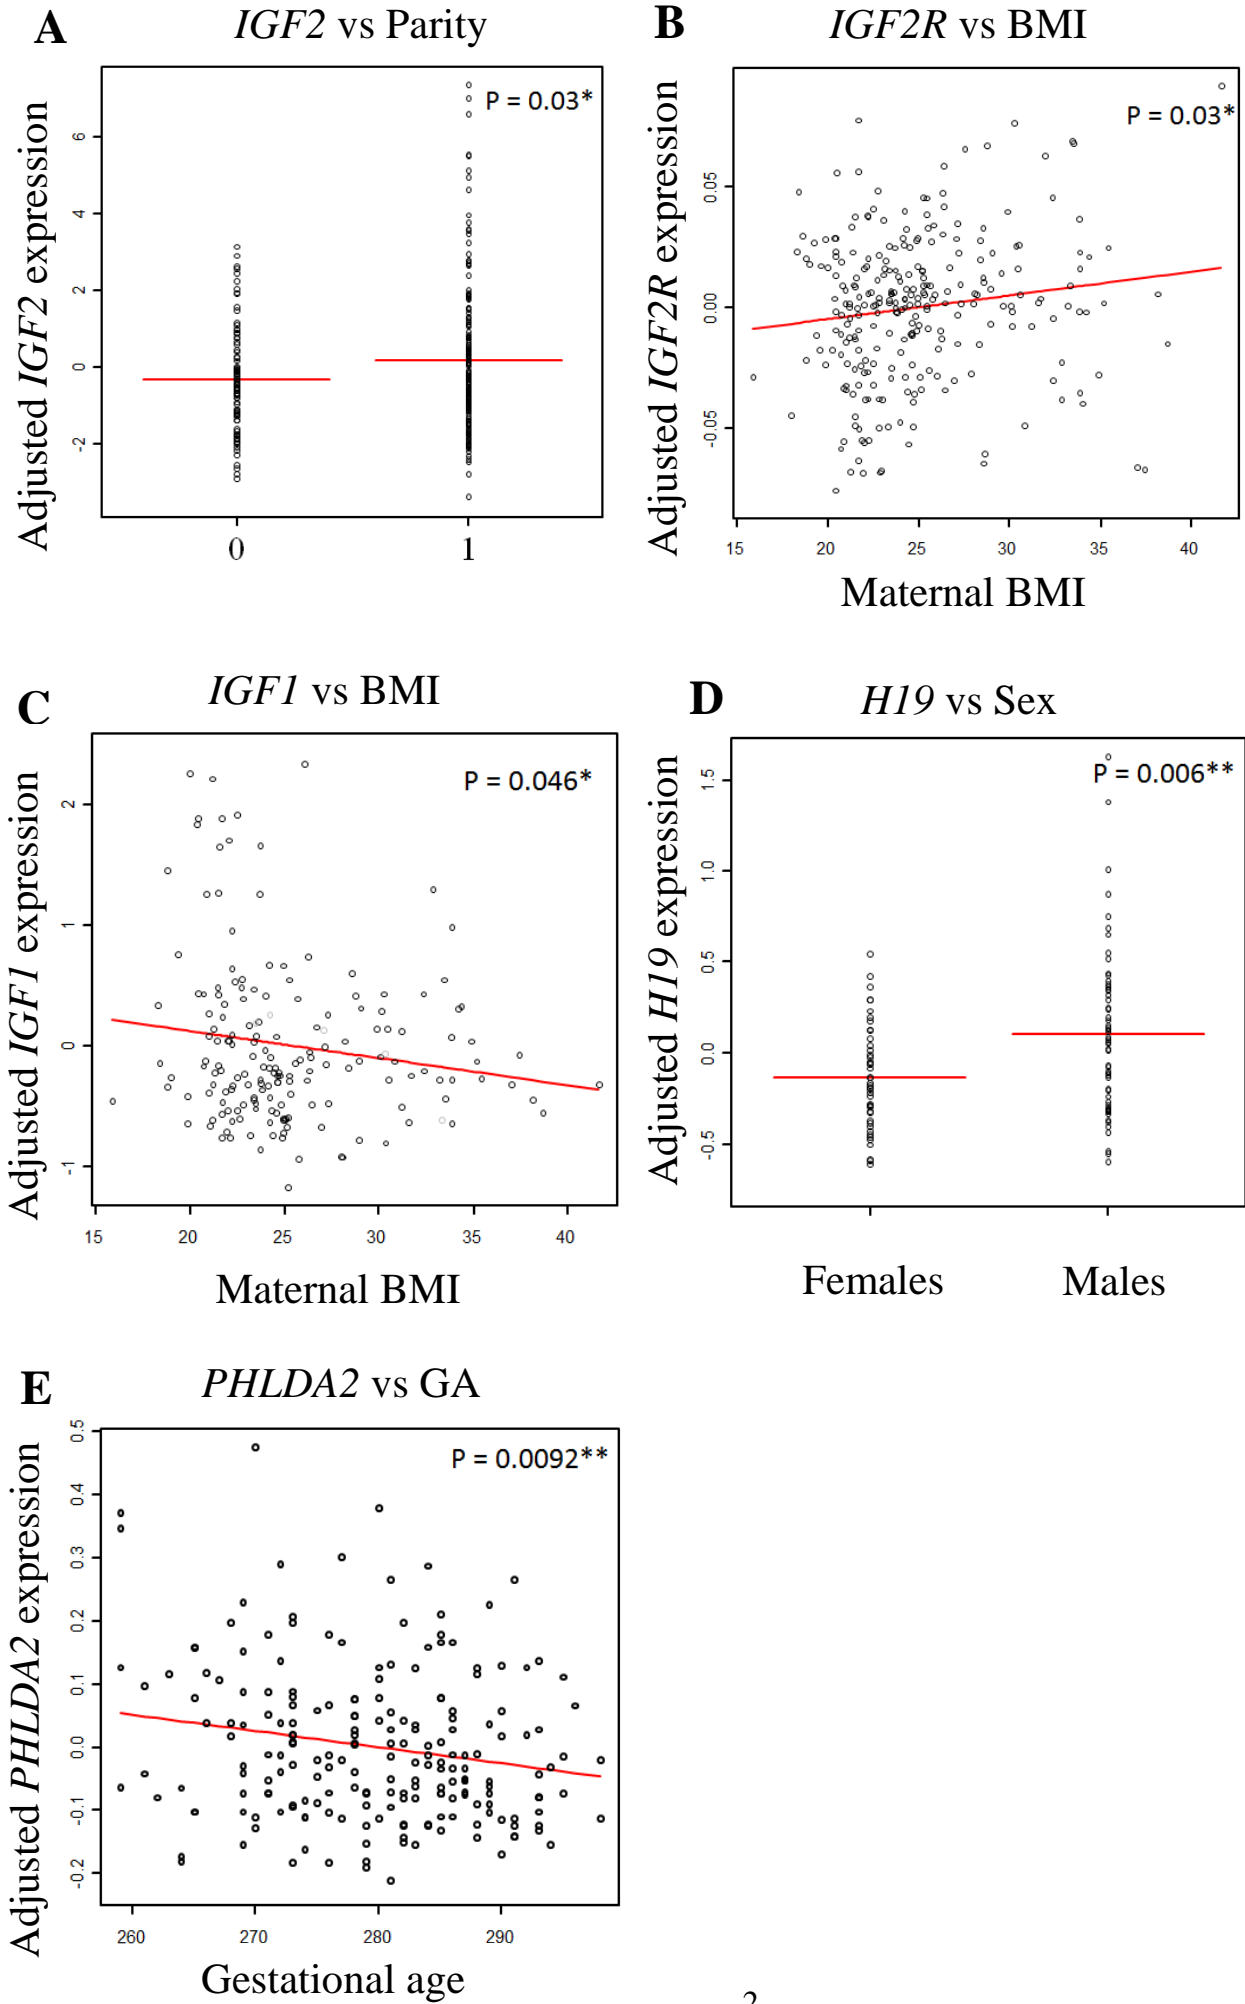 A
IGF2 vs Parity
P = 0.03*
Adjusted IGF2 expression
6
4
2
0
-2
0 1
B
IGF2R vs BMI
P = 0.03*
Adjusted IGF2R expression
0.05
0.00
-0.05
15 20 25 30 35 40
Maternal BMI
C
IGF1 vs BMI
P = 0.046*
Adjusted IGF1 expression
2
1
0
-1
15 20 25 30 35 40
Maternal BMI
D
H19 vs Sex
P = 0.006**
Adjusted H19 expression
1.5
1.0
0.5
0.0
-0.5
Females Males
E
PHLDA2 vs GA
P = 0.0092**
Adjusted PHLDA2 expression
0.5
0.4
0.3
0.2
0.1
0.0
-0.1
-0.2
260 270 280 290
Gestational age